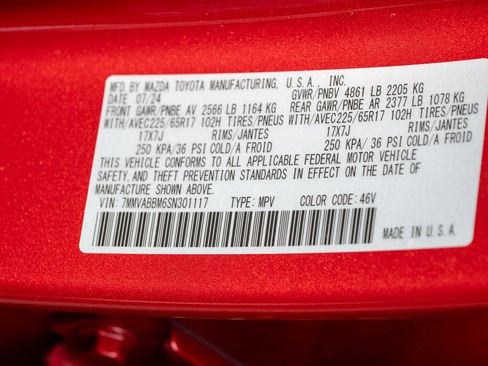 MFD. BY MAZDA TOYOTA MANUFACTURING, U.S.A., INC.
DATE 07/24 GVWR/PNBV 4861 LB 2205 KG
FRONT GAWR/PNBE AV 2566 LB 1164 KG REAR GAWR/PNBE AR 2377 LB 1078 KG
WITH/AVEC225/65R17 102H TIRES/PNEUS WITH/AVEC225/65R17 102H TIRES/PNEUS
17X7J RIMS/JANTES 17X7J RIMS/JANTES
250 KPA/36 PSI COLD/A FROID 250 KPA/ 36 PSI COLD/A FROID
THIS VEHICLE CONFORMS TO ALL APPLICABLE FEDERAL MOTOR VEHICLE
SAFETY, AND THEFT PREVENTION STANDARDS IN EFFECT ON THE DATE OF
MANUFACTURE SHOWN ABOVE.
VIN: 7MMVABBM6SN301117 TYPE: MPV COLOR CODE: 46V
MADE IN U.S.A.